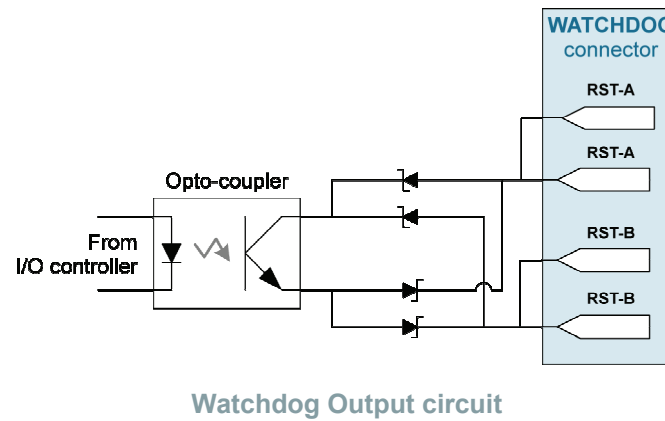 WATCHDOG
connector
RST-A
RST-A
Opto-coupler
From
I/O controller
RST-B
RST-B
Watchdog Output circuit